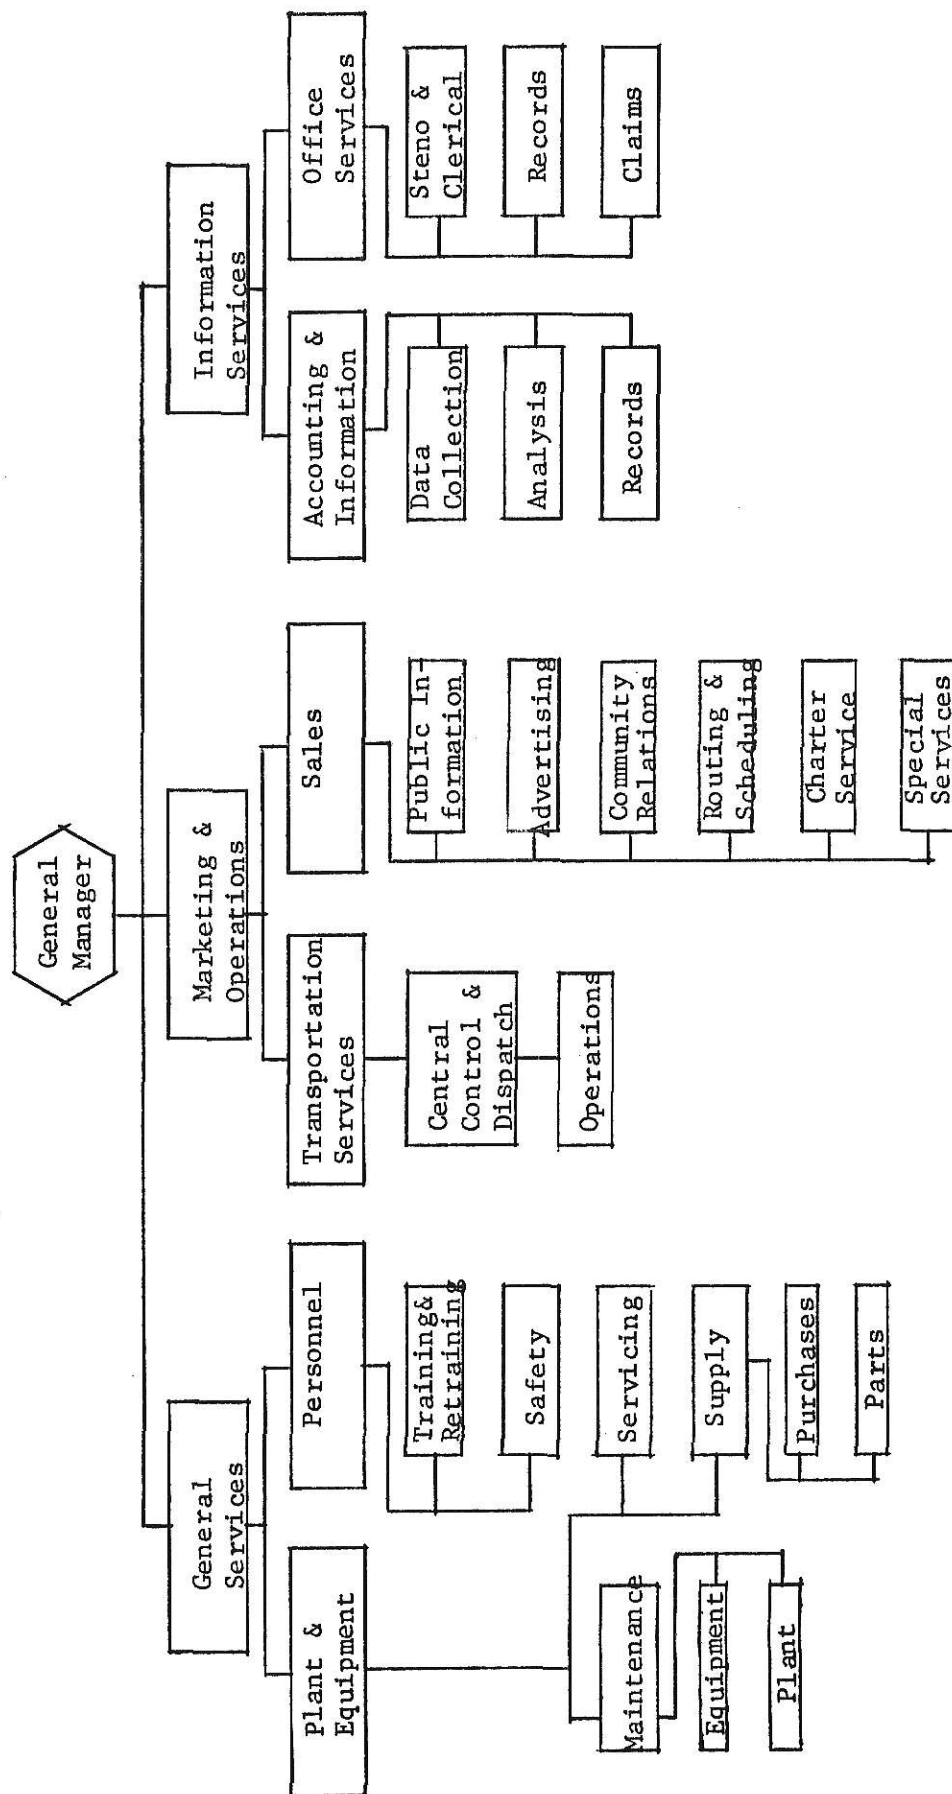 General
Manager
General
Services
Marketing &
Operations
Information
Services
Plant &
Equipment
Personnel
Transportation
Services
Sales
Accounting &
Information
Office
Services
Training&
Retraining
Safety
Servicing
Supply
Purchases
Parts
Maintenance
Equipment
Plant
Central
Control &
Dispatch
Operations
Public In-
formation
Advertising
Community
Relations
Routing &
Scheduling
Charter
Service
Special
Services
Data
Collection
Analysis
Records
Steno &
Clerical
Records
Claims